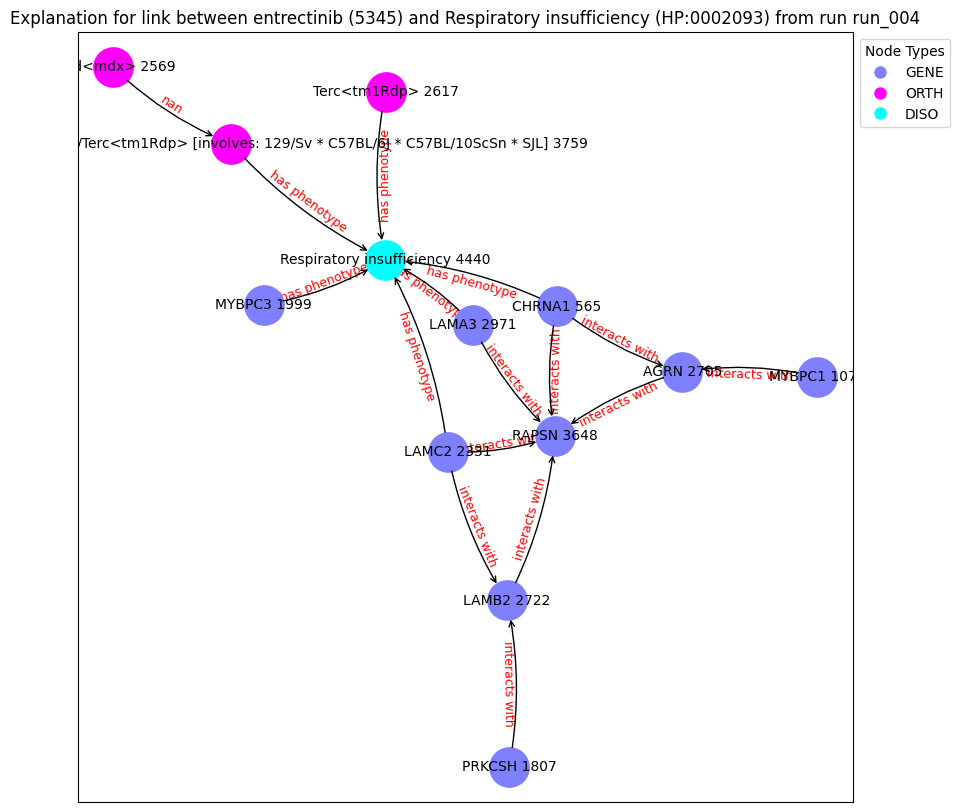 Explanation for link between entrectinib (5345) and Respiratory insufficiency (HP:0002093) from run run_004
Node Types
GENE
ORTH
DISO
d<mdx> 2569
Terc<tm1Rdp> 2617
nan
/Terc<tm1Rdp> [involves: 129/Sv * C57BL/6J * C57BL/10ScSn * SJL] 3759
has phenotype
has phenotype
Respiratory insufficiency 4440
has phenotype
has phenotype
has phenotype
MYBPC3 1999
CHRNA1 565
LAMA3 2971
interacts with
has phenotype
interacts with
interacts with
AGRN 2705
interacts with
MYBPC1 107
interacts with
RAPSN 3648
interacts with
LAMC2 2331
interacts with
interacts with
LAMB2 2722
interacts with
PRKCSH 1807